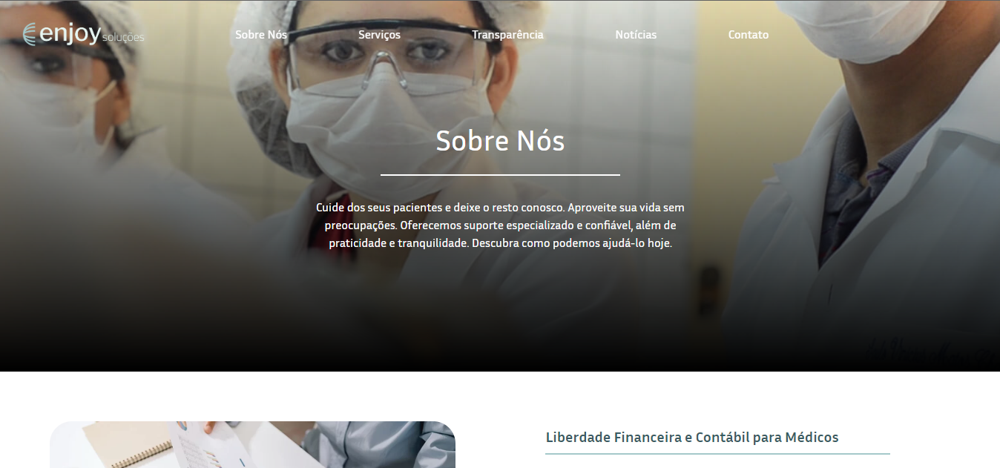 enjoy soluções
Sobre Nós
Serviços
Transparência
Notícias
Contato
Sobre Nós
Cuide dos seus pacientes e deixe o resto conosco. Aproveite sua vida sem
preocupações. Oferecemos suporte especializado e confiável, além de
praticidade e tranquilidade. Descubra como podemos ajudá-lo hoje.
Liberdade Financeira e Contábil para Médicos